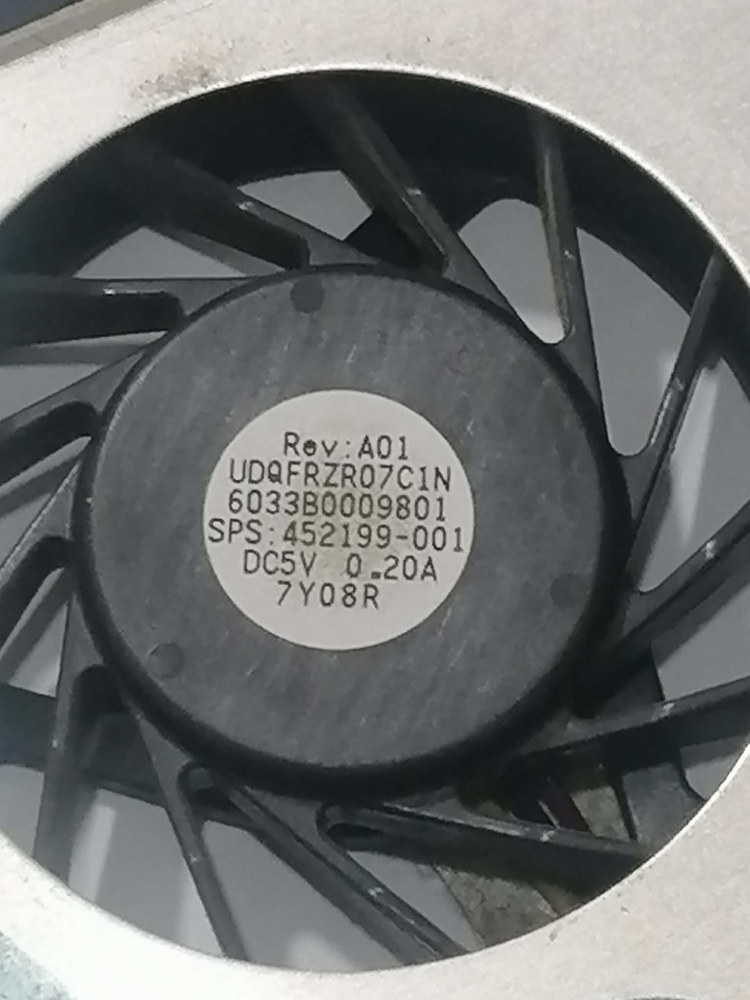 Rev:A01
UDQFRZR07C1N
6033B0009801
SPS:452199-001
DC5V 0.20A
7Y08R